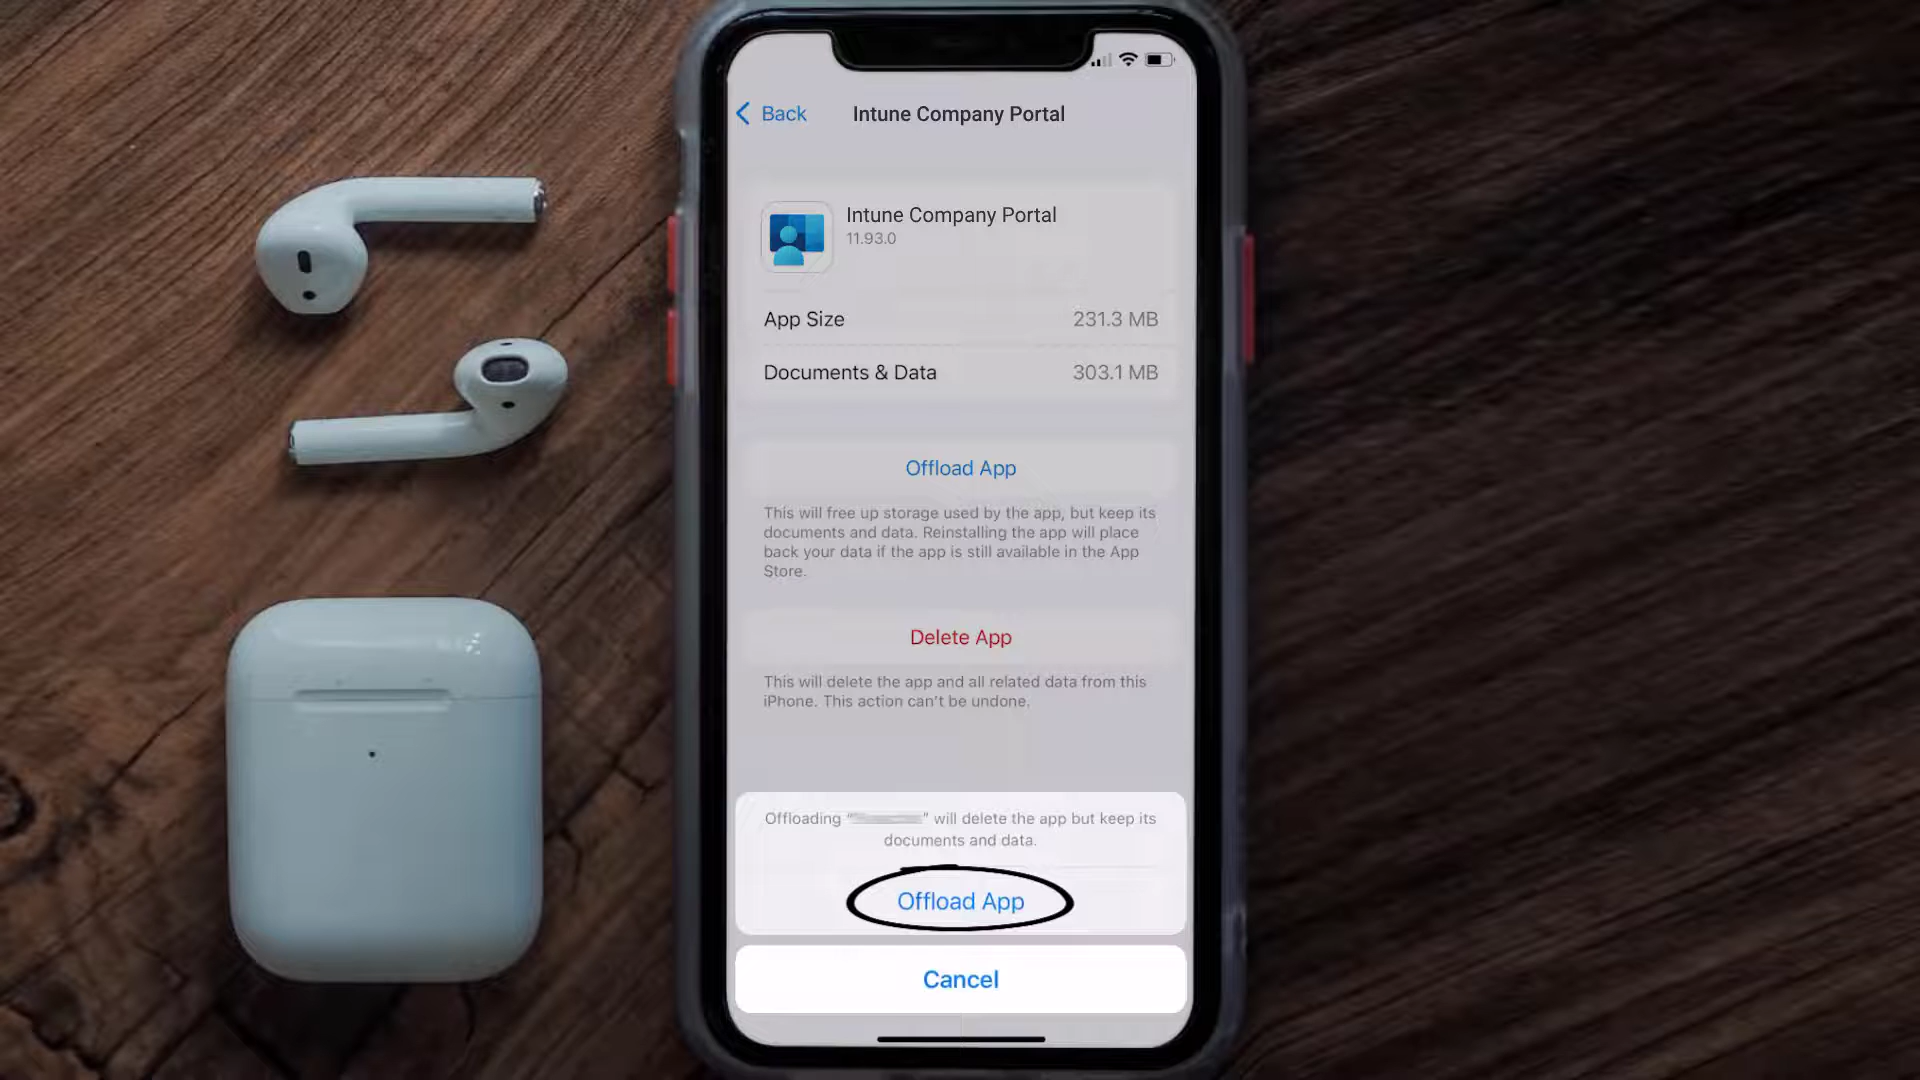 Back
Intune Company Portal
Intune Company Portal
11.93.0
App Size
231.3 MB
Documents & Data
303.1 MB
Offload App
This will free up storage used by the app, but keep its
documents and data. Reinstalling the app will place
back your data if the app is still available in the App
Store.
Delete App
This will delete the app and all related data from this
iPhone. This action can't be undone.
Offloading “ ” will delete the app but keep its
documents and data.
Offload App
Cancel